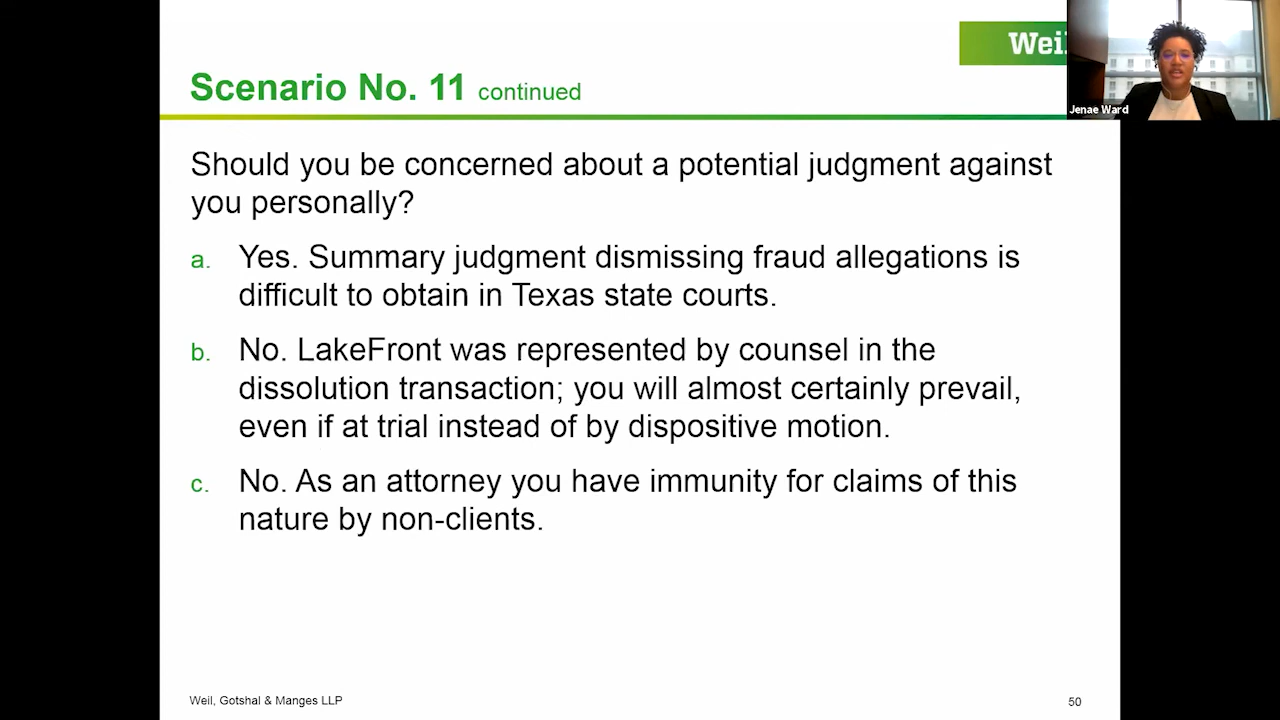 Weil
Jenae Ward
Scenario No. 11 continued
Should you be concerned about a potential judgment against
you personally?
a. Yes. Summary judgment dismissing fraud allegations is
difficult to obtain in Texas state courts.
b. No. LakeFront was represented by counsel in the
dissolution transaction; you will almost certainly prevail,
even if at trial instead of by dispositive motion.
c. No. As an attorney you have immunity for claims of this
nature by non-clients.
Weil, Gotshal & Manges LLP
50